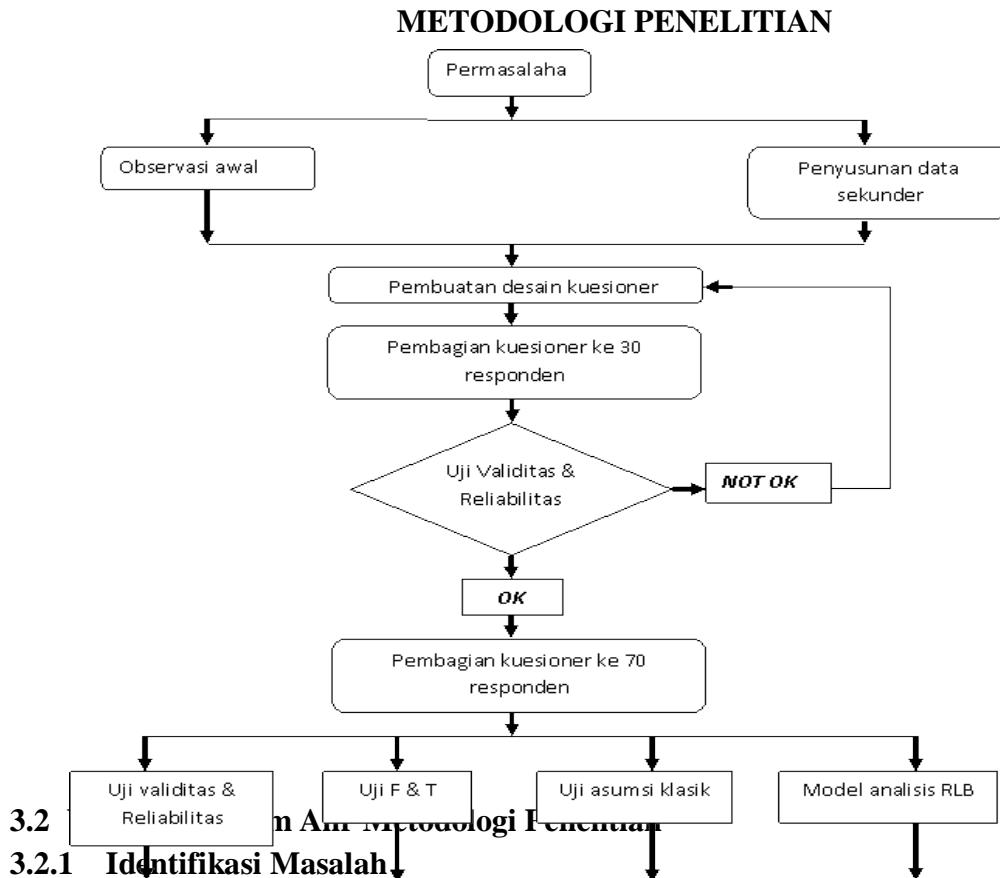 METODOLOGI PENELITIAN
Permasalaha
Observasi awal
Penyusunan data
sekunder
Pembuatan desain kuesioner
Pembagian kuesioner ke 30
responden
Uji Validitas &
Reliabilitas
NOT OK
OK
Pembagian kuesioner ke 70
responden
Uji validitas &
Reliabilitas
Uji F & T
Uji asumsi klasik
Model analisis RLB
3.2 Metodologi
3.2.1 Identifikasi Masalah